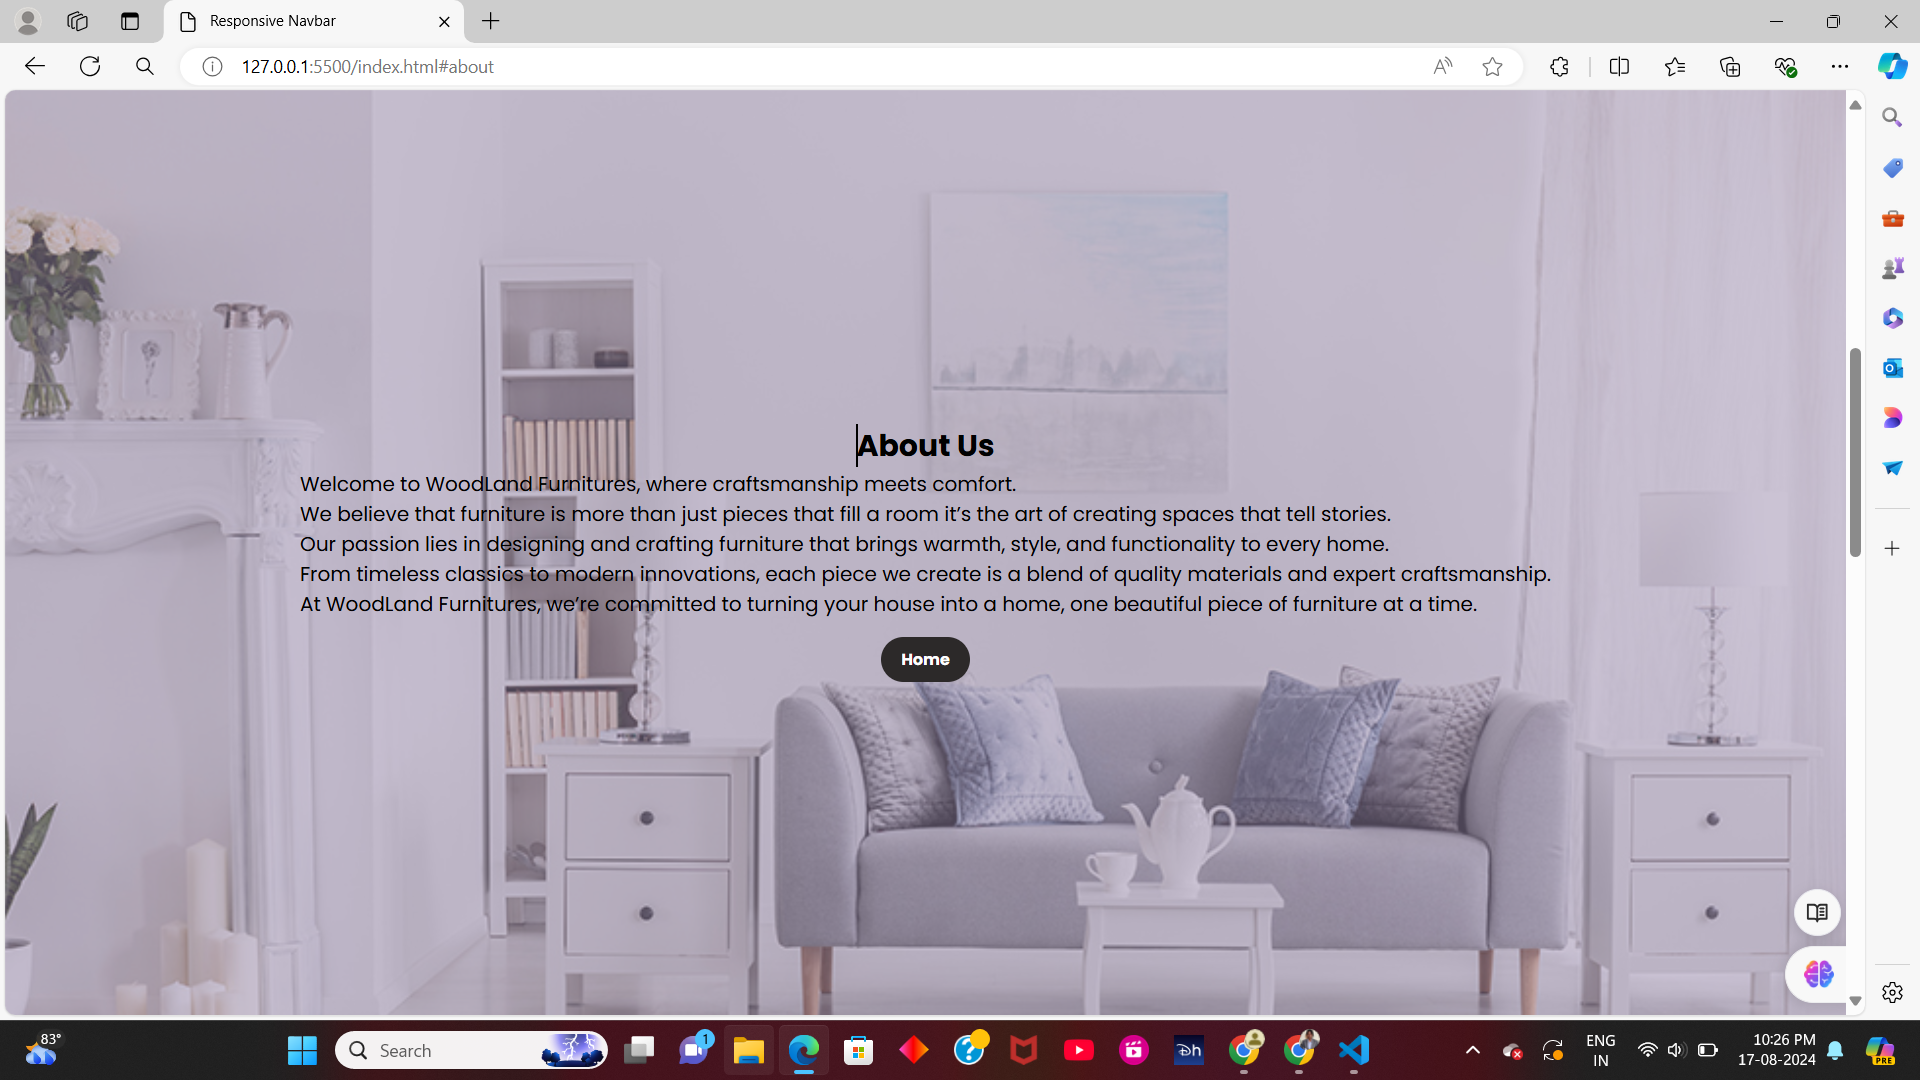 Responsive Navbar
127.0.0.1:5500/index.html#about
About Us
Welcome to WoodLand Furnitures, where craftsmanship meets comfort.
We believe that furniture is more than just pieces that fill a room it’s the art of creating spaces that tell stories.
Our passion lies in designing and crafting furniture that brings warmth, style, and functionality to every home.
From timeless classics to modern innovations, each piece we create is a blend of quality materials and expert craftsmanship.
At WoodLand Furnitures, we’re committed to turning your house into a home, one beautiful piece of furniture at a time.
Home
83°
Search
1
ENG
IN
10:26 PM
17-08-2024
PRE